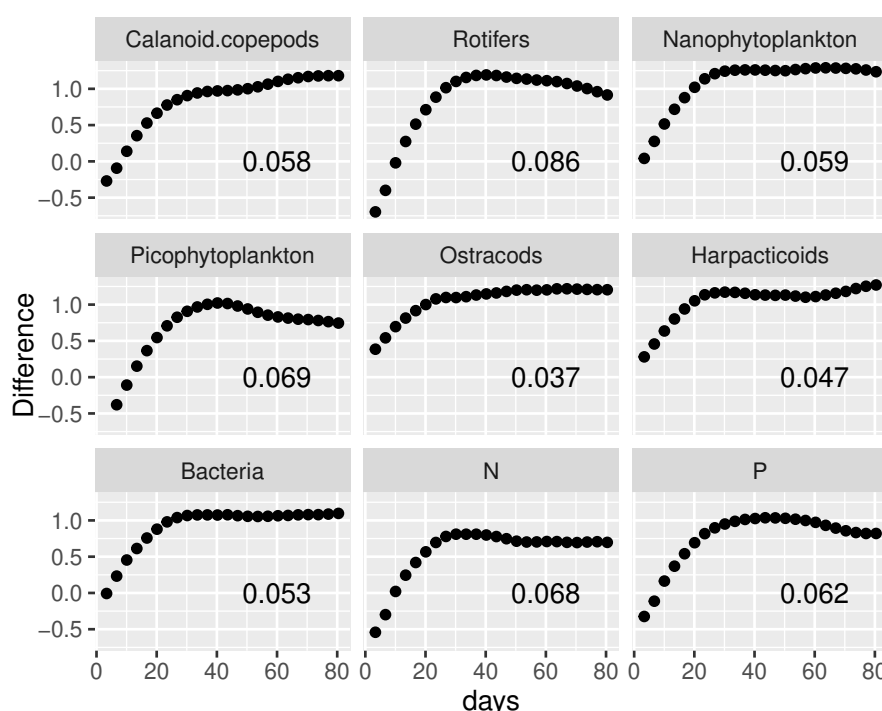 Calanoid.copepods Rotifers Nanophytoplankton
1.0
0.5
0.0
−0.5
0.058 0.086 0.059
Picophytoplankton Ostracods Harpacticoids
1.0
0.5
0.0
−0.5
0.069 0.037 0.047
Difference
Bacteria N P
1.0
0.5
0.0
−0.5
0.053 0.068 0.062
0 20 40 60 80 0 20 40 60 80 0 20 40 60 80
days